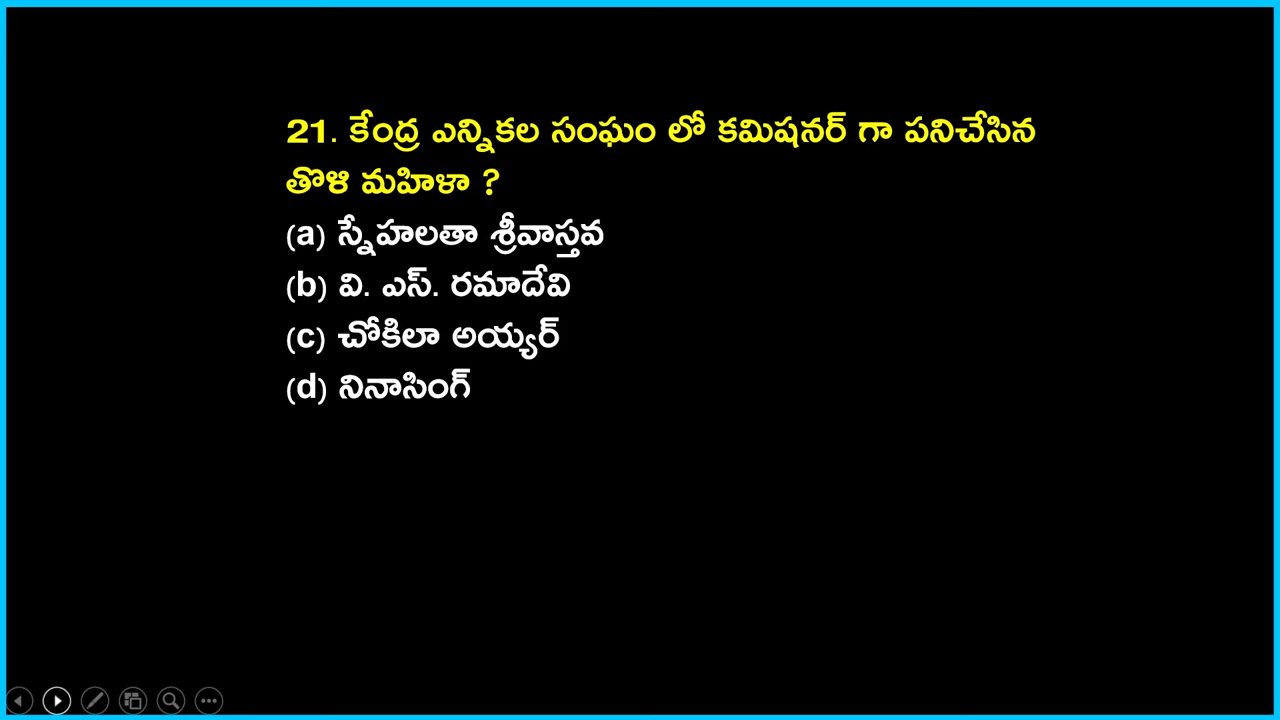 21. కేంద్ర ఎన్నికల సంఘం లో కమిషనర్ గా పనిచేసిన
తొళి మహిళా ?
(a) స్నేహలతా శ్రీవాస్తవ
(b) వి. ఎస్. రమాదేవి
(c) చోకిలా అయ్యర్
(d) నినాసింగ్